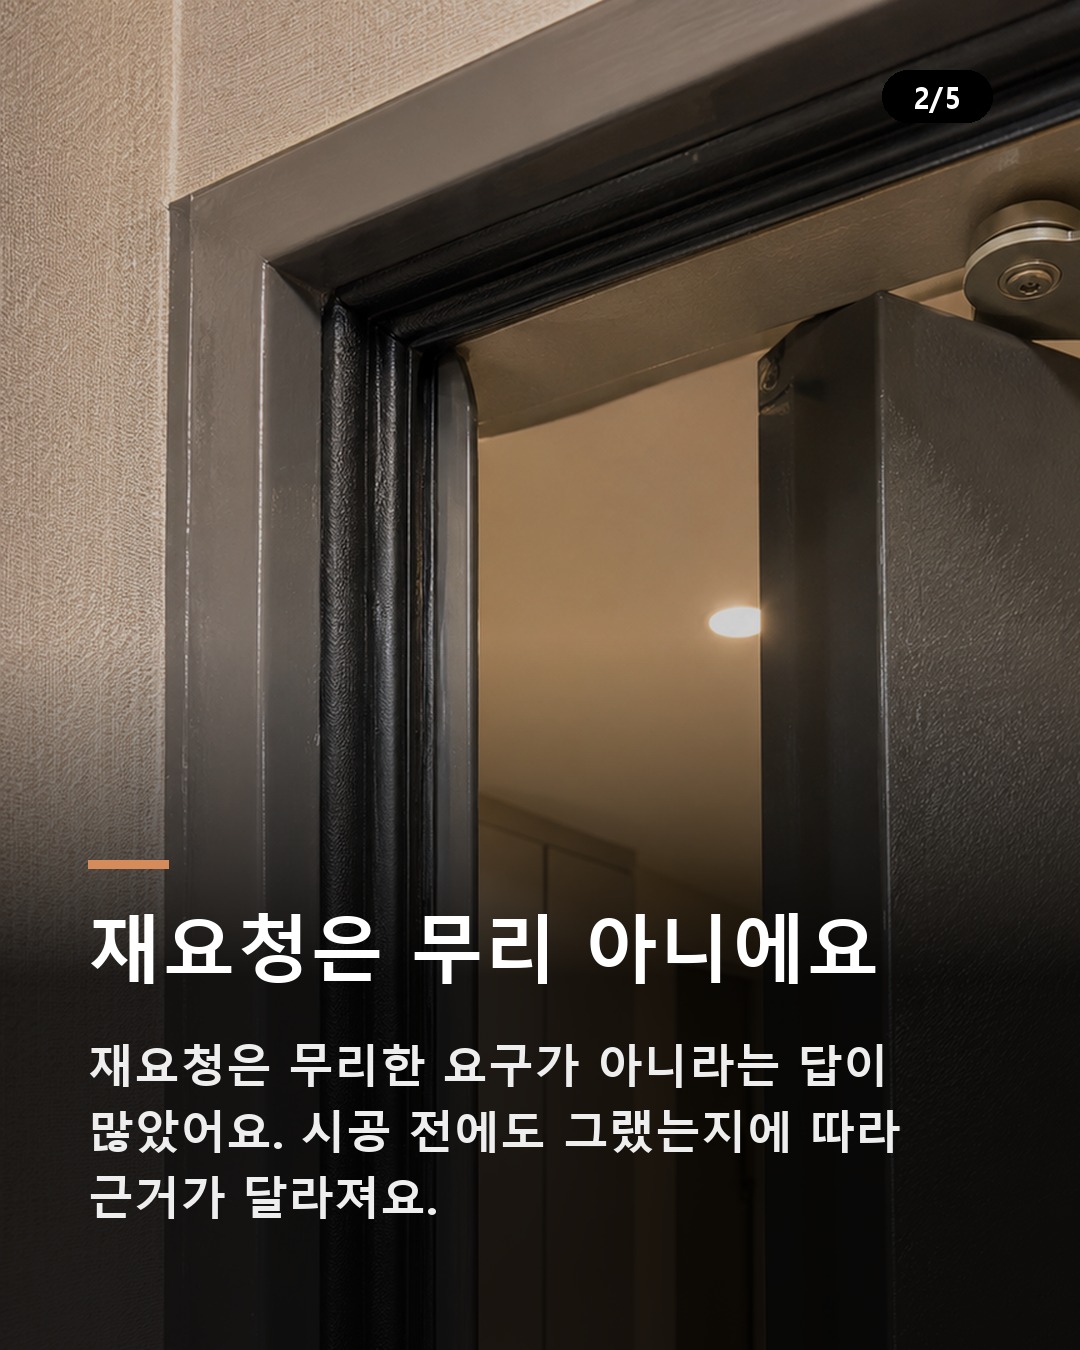 2/5
재요청은 무리 아니에요
재요청은 무리한 요구가 아니라는 답이
많았어요. 시공 전에도 그랬는지에 따라
근거가 달라져요.